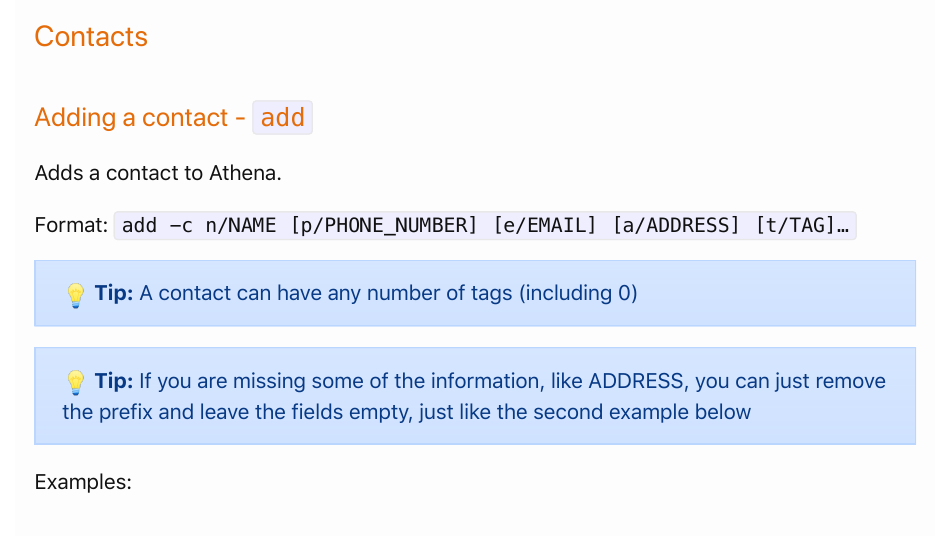 Contacts
Adding a contact - add
Adds a contact to Athena.
Format: add -c n/NAME [p/PHONE_NUMBER] [e/EMAIL] [a/ADDRESS] [t/TAG]…
💡 Tip: A contact can have any number of tags (including 0)
💡 Tip: If you are missing some of the information, like ADDRESS, you can just remove
the prefix and leave the fields empty, just like the second example below
Examples: